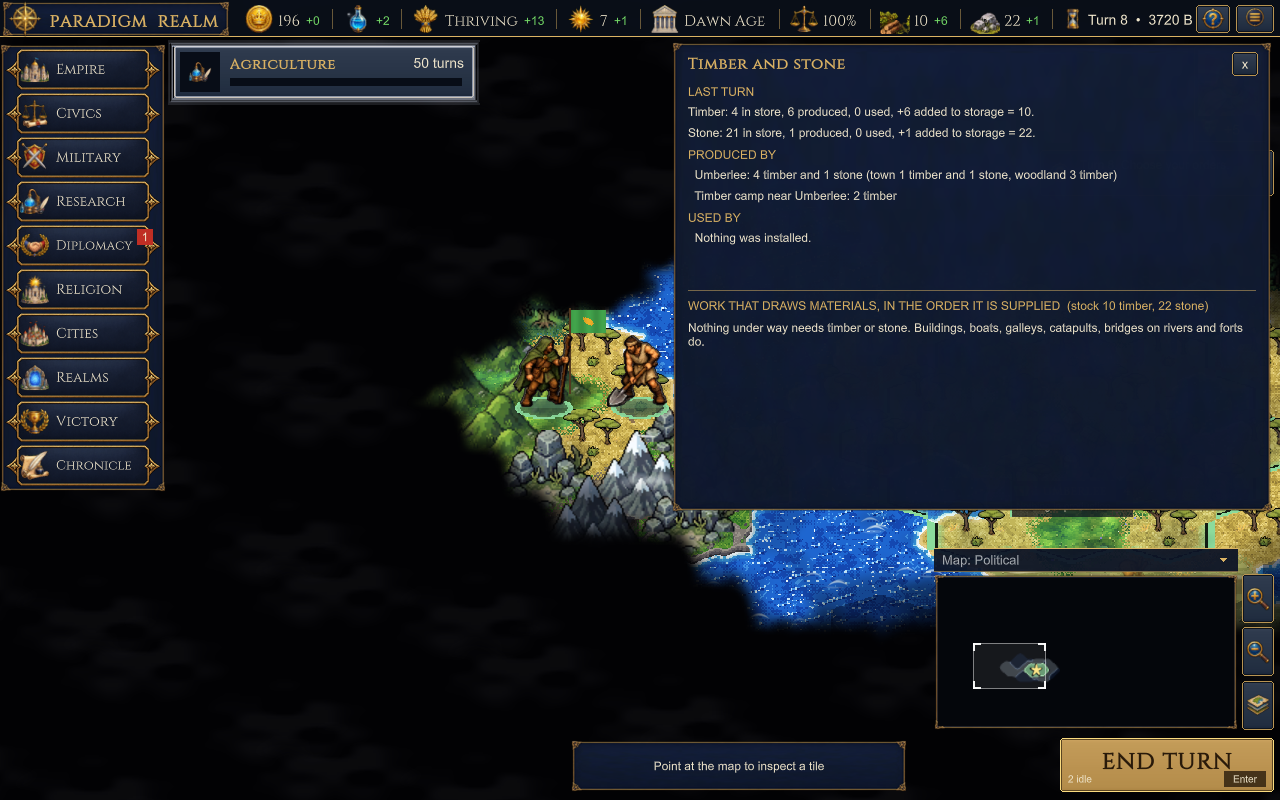 PARADIGM REALM
196 +0
+2
THRIVING +13
7 +1
DAWN AGE
100%
10 +6
22 +1
Turn 8 • 3720 B
EMPIRE
CIVICS
MILITARY
RESEARCH
DIPLOMACY 1
RELIGION
CITIES
REALMS
VICTORY
CHRONICLE
AGRICULTURE 50 turns
TIMBER AND STONE x
LAST TURN
Timber: 4 in store, 6 produced, 0 used, +6 added to storage = 10.
Stone: 21 in store, 1 produced, 0 used, +1 added to storage = 22.
PRODUCED BY
Umberlee: 4 timber and 1 stone (town 1 timber and 1 stone, woodland 3 timber)
Timber camp near Umberlee: 2 timber
USED BY
Nothing was installed.
WORK THAT DRAWS MATERIALS, IN THE ORDER IT IS SUPPLIED (stock 10 timber, 22 stone)
Nothing under way needs timber or stone. Buildings, boats, galleys, catapults, bridges on rivers and forts
do.
Map: Political
Point at the map to inspect a tile
END TURN
2 idle Enter